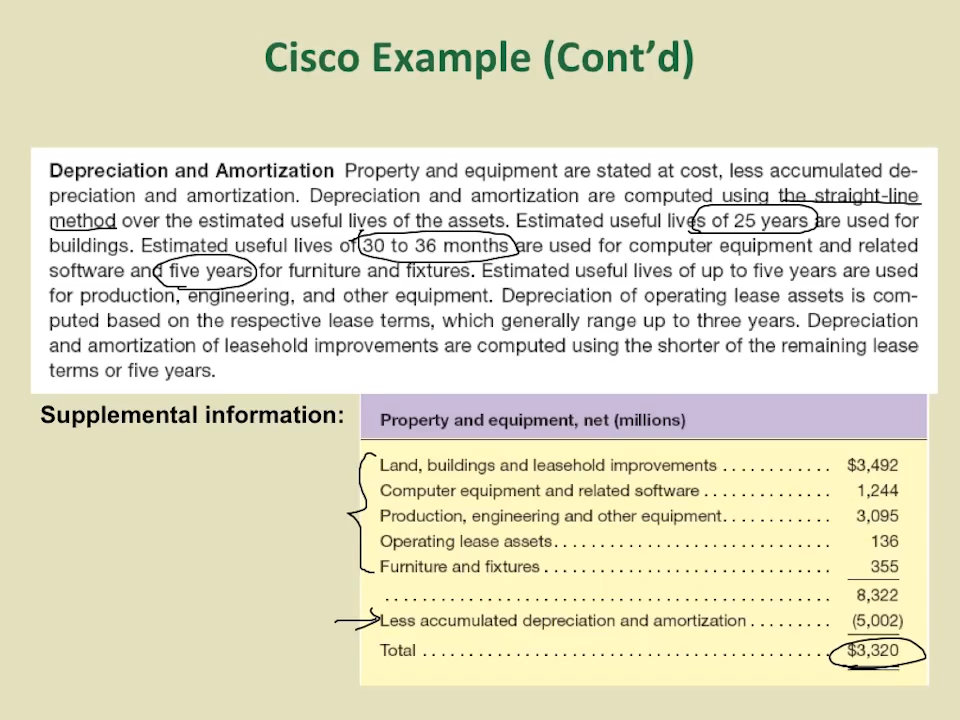 Cisco Example (Cont’d)
Depreciation and Amortization Property and equipment are stated at cost, less accumulated de-
preciation and amortization. Depreciation and amortization are computed using the straight-line
method over the estimated useful lives of the assets. Estimated useful lives of 25 years are used for
buildings. Estimated useful lives of 30 to 36 months are used for computer equipment and related
software and five years for furniture and fixtures. Estimated useful lives of up to five years are used
for production, engineering, and other equipment. Depreciation of operating lease assets is com-
puted based on the respective lease terms, which generally range up to three years. Depreciation
and amortization of leasehold improvements are computed using the shorter of the remaining lease
terms or five years.
Supplemental information:
Property and equipment, net (millions)
Land, buildings and leasehold improvements . . . . . . . . . . . . $3,492
Computer equipment and related software . . . . . . . . . . . . . . 1,244
Production, engineering and other equipment. . . . . . . . . . . . 3,095
Operating lease assets. . . . . . . . . . . . . . . . . . . . . . . . . . . . . . 136
Furniture and fixtures . . . . . . . . . . . . . . . . . . . . . . . . . . . . . . . 355
. . . . . . . . . . . . . . . . . . . . . . . . . . . . . . . . . . . . . . . . . . . . . . . . 8,322
Less accumulated depreciation and amortization . . . . . . . . . (5,002)
Total . . . . . . . . . . . . . . . . . . . . . . . . . . . . . . . . . . . . . . . . . . . . $3,320